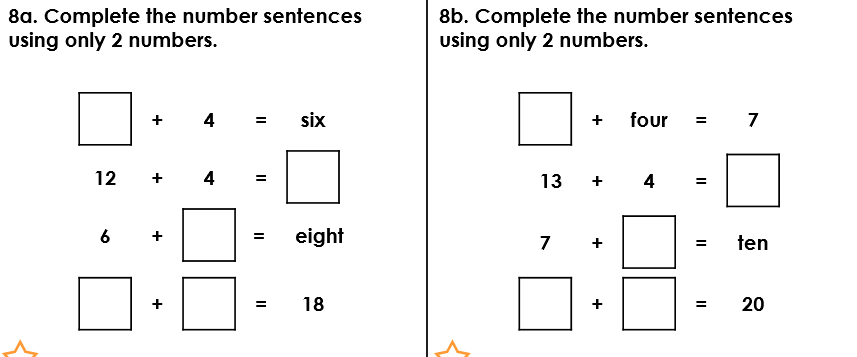 8a. Complete the number sentences
using only 2 numbers.
+ 4 = six
12 + 4 =
6 + = eight
+ = 18
8b. Complete the number sentences
using only 2 numbers.
+ four = 7
13 + 4 =
7 + = ten
+ = 20